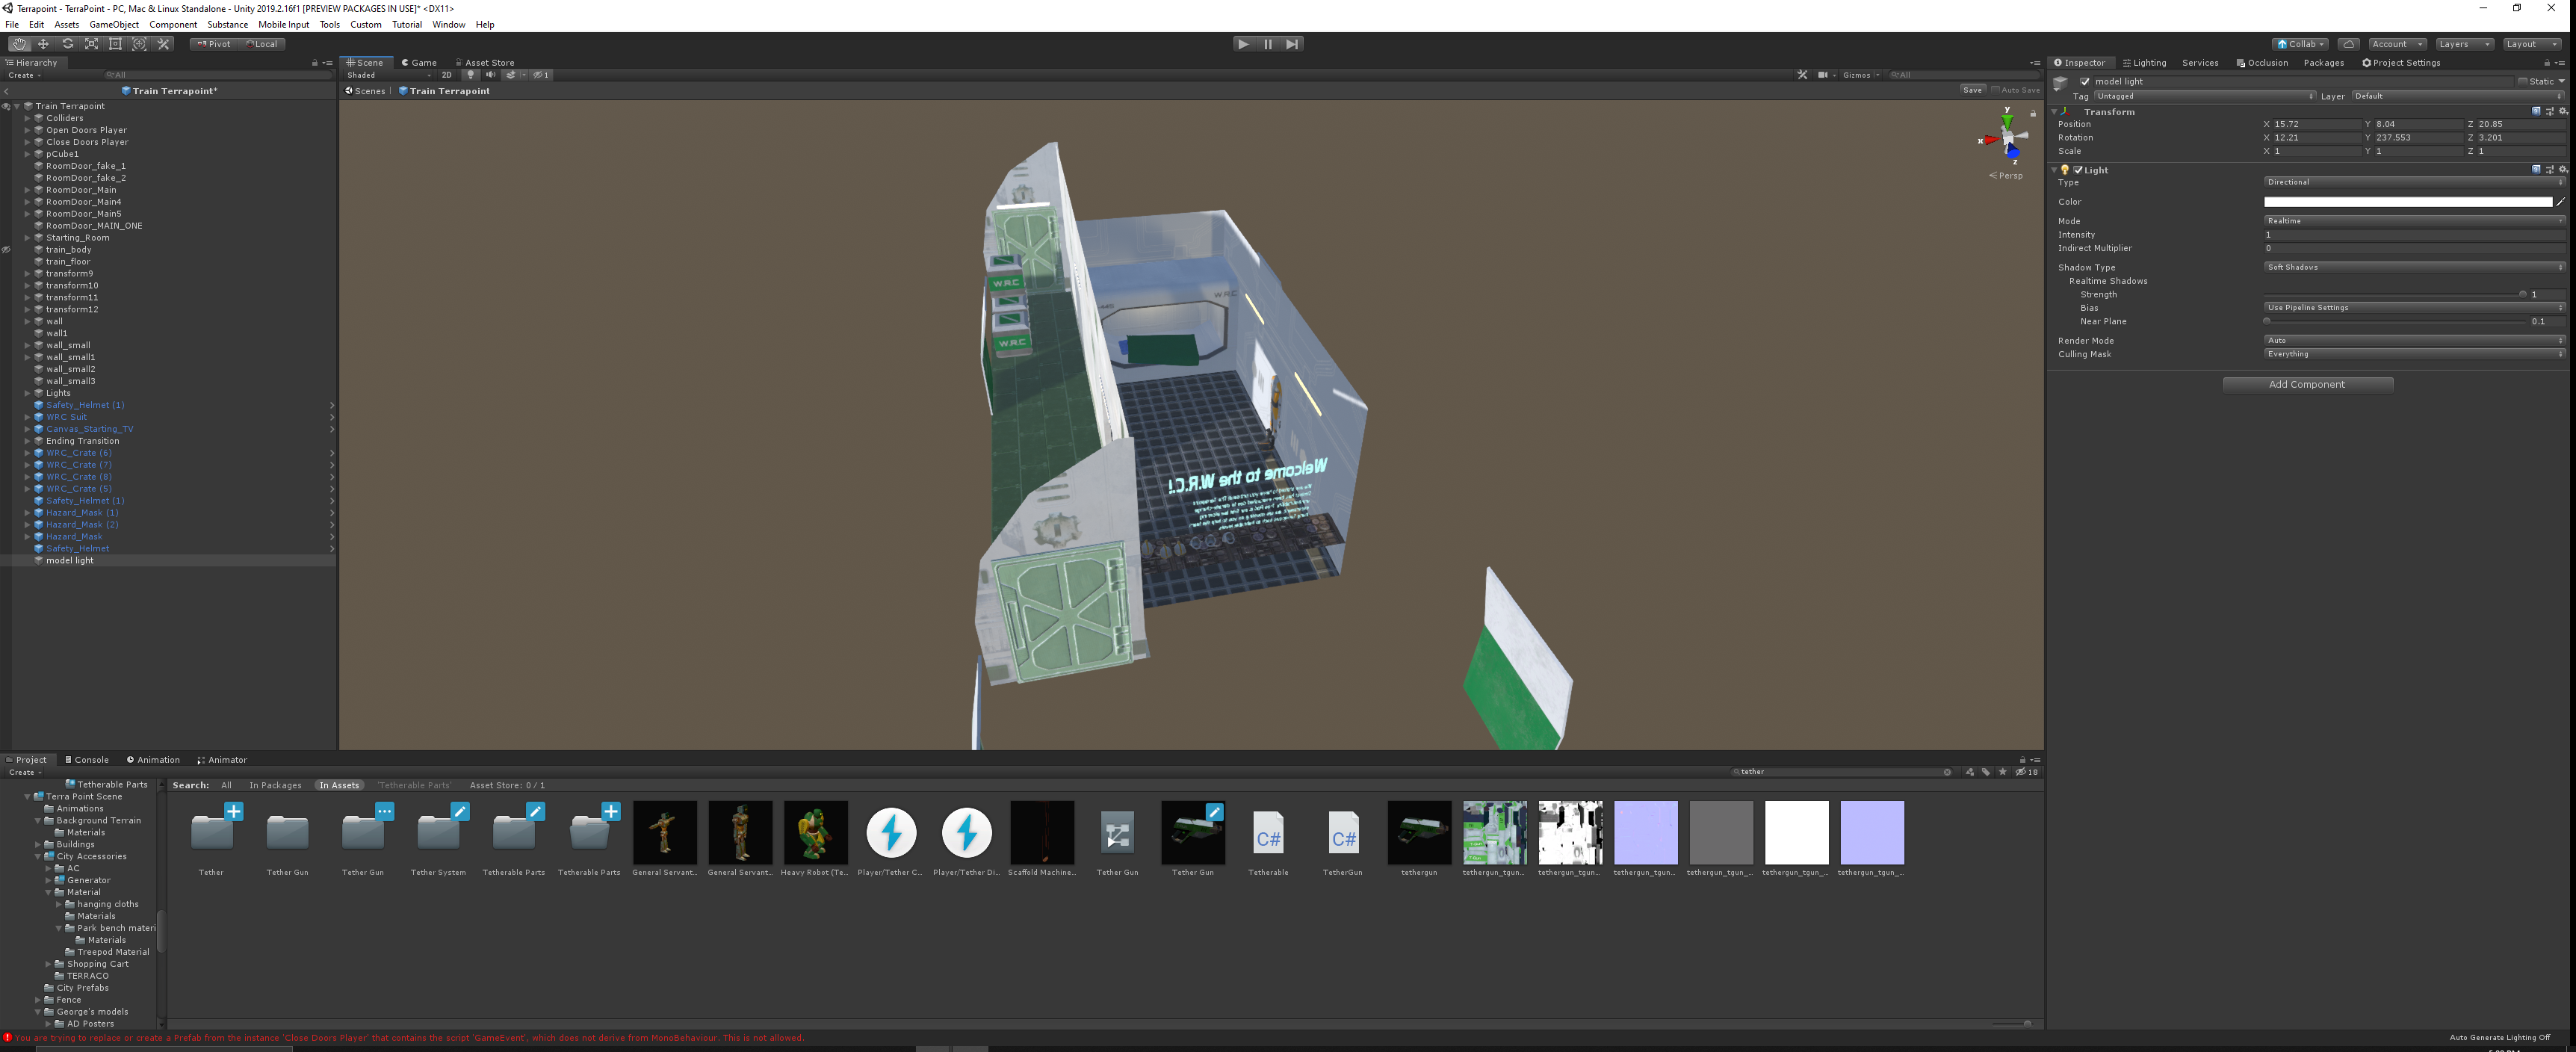 Terrapoint - TerraPoint - PC, Mac & Linux Standalone - Unity 2019.2.16f1 [PREVIEW PACKAGES IN USE]* <DX11>
File Edit Assets GameObject Component Substance Mobile Input Tools Custom Tutorial Window Help
Pivot Local Collab Account Layers Layout
Hierarchy
Create All
Train Terrapoint*
Train Terrapoint
Colliders
Open Doors Player
Close Doors Player
pCube1
RoomDoor_fake_1
RoomDoor_fake_2
RoomDoor_Main
RoomDoor_Main4
RoomDoor_Main5
RoomDoor_MAIN_ONE
Starting_Room
train_body
train_floor
transform9
transform10
transform11
transform12
wall
wall1
wall_small
wall_small1
wall_small2
wall_small3
Lights
Safety_Helmet (1)
WRC Suit
Canvas_Starting_TV
Ending Transition
WRC_Crate (6)
WRC_Crate (7)
WRC_Crate (8)
WRC_Crate (5)
Safety_Helmet (1)
Hazard_Mask (1)
Hazard_Mask (2)
Hazard_Mask
Safety_Helmet
model light
Scene Game Asset Store
Shaded 2D 1 Gizmos All
Scenes Train Terrapoint Save Auto Save
y
x
z
Persp
W.R.C
W.R.C
W.R.C
Welcome to the W.R.C.!
Inspector Lighting Services Occlusion Packages Project Settings
model light Static
Tag Untagged Layer Default
Transform
Position X 15.72 Y 8.04 Z 20.85
Rotation X 12.21 Y 237.553 Z 3.201
Scale X 1 Y 1 Z 1
Light
Type Directional
Color
Mode Realtime
Intensity 1
Indirect Multiplier 0
Shadow Type Soft Shadows
Realtime Shadows
Strength 1
Bias Use Pipeline Settings
Near Plane 0.1
Render Mode Auto
Culling Mask Everything
Add Component
Project Console Animation Animator
Create tether 18
Tetherable Parts
Terra Point Scene
Animations
Background Terrain
Materials
Buildings
City Accessories
AC
Generator
Material
hanging cloths
Materials
Park bench materi
Materials
Treepod Material
Shopping Cart
TERRACO
City Prefabs
Fence
George's models
AD Posters
Search: All In Packages In Assets 'Tetherable Parts' Asset Store: 0 / 1
C# C#
Tether Tether Gun Tether Gun Tether System Tetherable Parts Tetherable Parts General Servant... General Servant... Heavy Robot (Te... Player/Tether C... Player/Tether Di... Scaffold Machine... Tether Gun Tether Gun Tetherable TetherGun tethergun tethergun_tgun... tethergun_tgun_... tethergun_tgun_... tethergun_tgun_... tethergun_tgun_... tethergun_tgun_...
You are trying to replace or create a Prefab from the instance 'Close Doors Player' that contains the script 'GameEvent', which does not derive from MonoBehaviour. This is not allowed.
Auto Generate Lighting Off